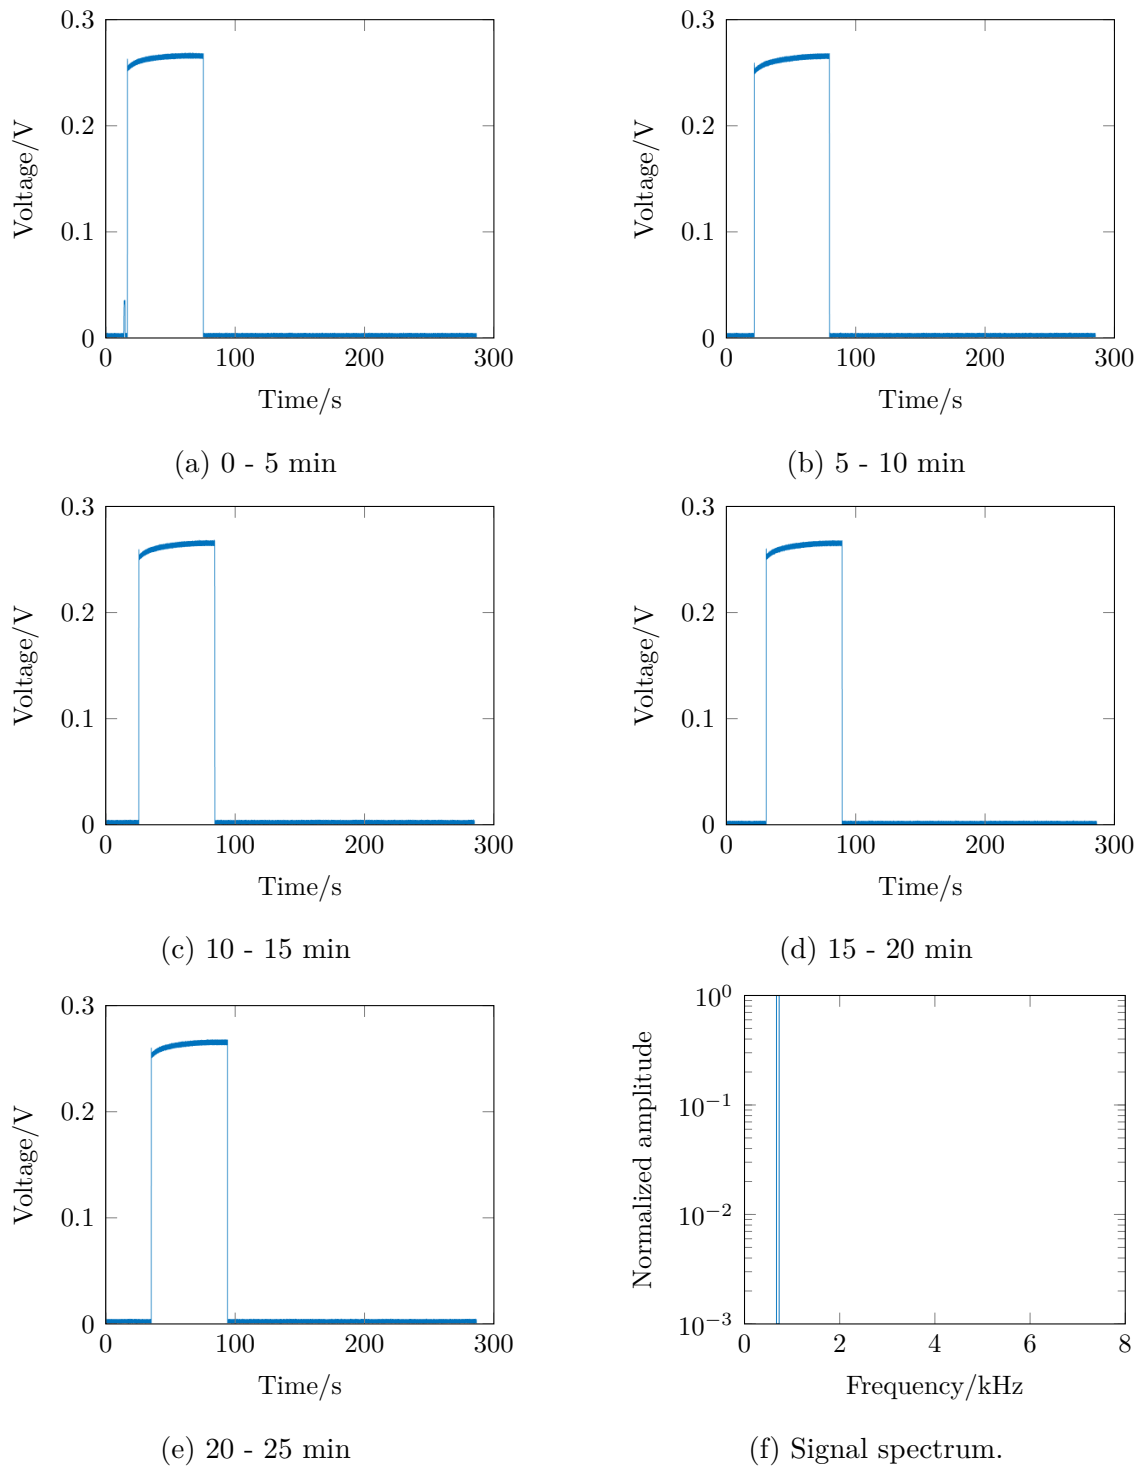 0.3
0.2
0.1
0
0 100 200 300
Voltage/V
Time/s
(a) 0 - 5 min
0.3
0.2
0.1
0
0 100 200 300
Voltage/V
Time/s
(b) 5 - 10 min
0.3
0.2
0.1
0
0 100 200 300
Voltage/V
Time/s
(c) 10 - 15 min
0.3
0.2
0.1
0
0 100 200 300
Voltage/V
Time/s
(d) 15 - 20 min
0.3
0.2
0.1
0
0 100 200 300
Voltage/V
Time/s
(e) 20 - 25 min
10⁰
10⁻¹
10⁻²
10⁻³
0 2 4 6 8
Normalized amplitude
Frequency/kHz
(f) Signal spectrum.